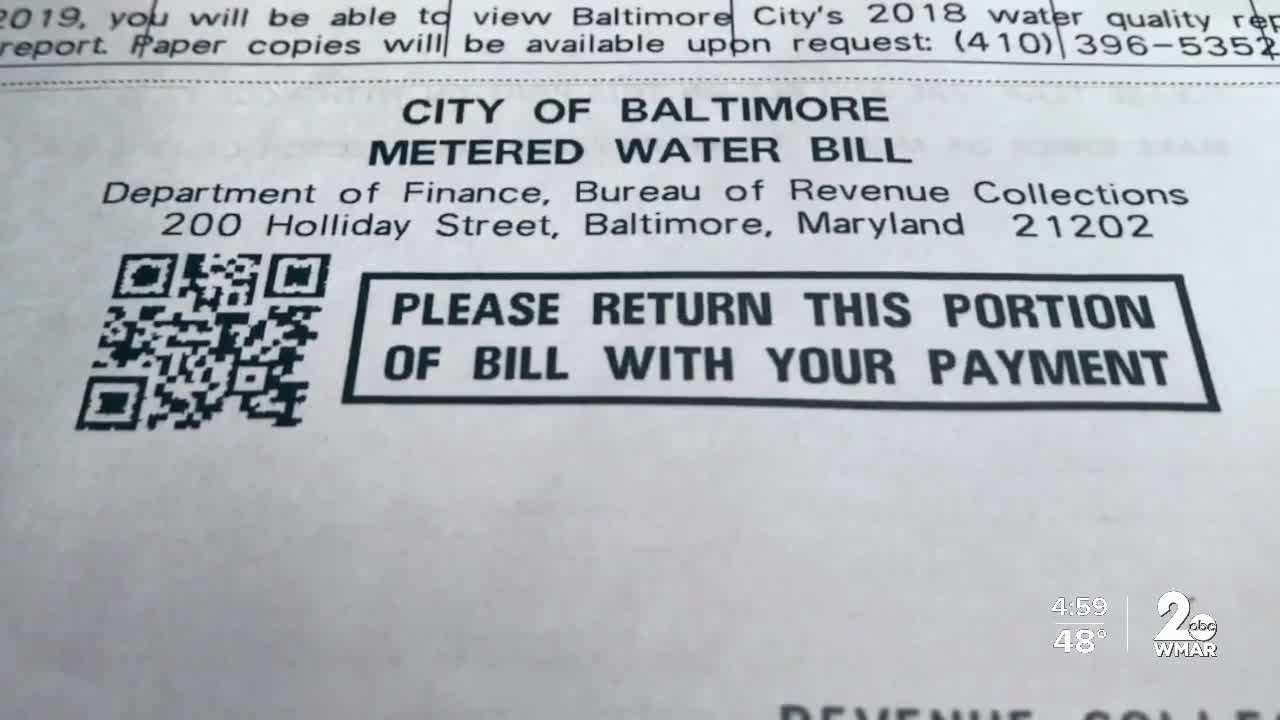 2019, you will be able to view Baltimore City's 2018 water quality
report. Paper copies will be available upon request: (410) 396-5352
CITY OF BALTIMORE
METERED WATER BILL
Department of Finance, Bureau of Revenue Collections
200 Holliday Street, Baltimore, Maryland 21202
PLEASE RETURN THIS PORTION
OF BILL WITH YOUR PAYMENT
4:59
48°
2 abc
WMAR
REVENUE